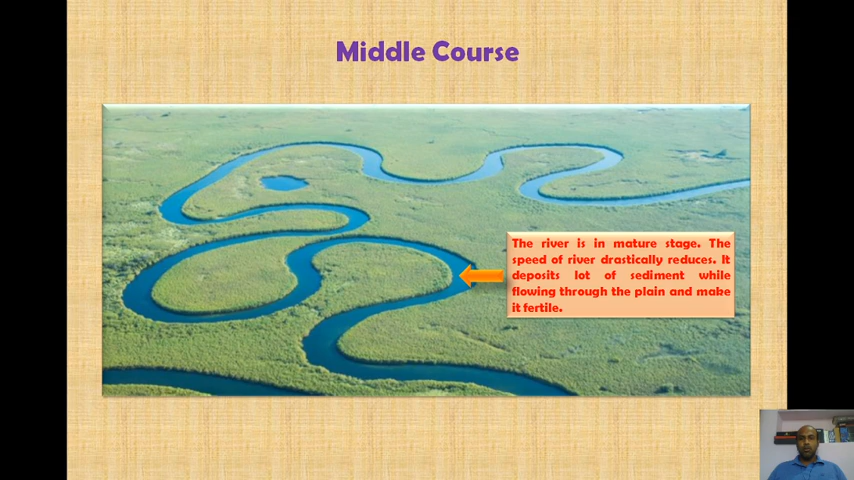 Middle Course
The river is in mature stage. The
speed of river drastically reduces. It
deposits lot of sediment while
flowing through the plain and make
it fertile.